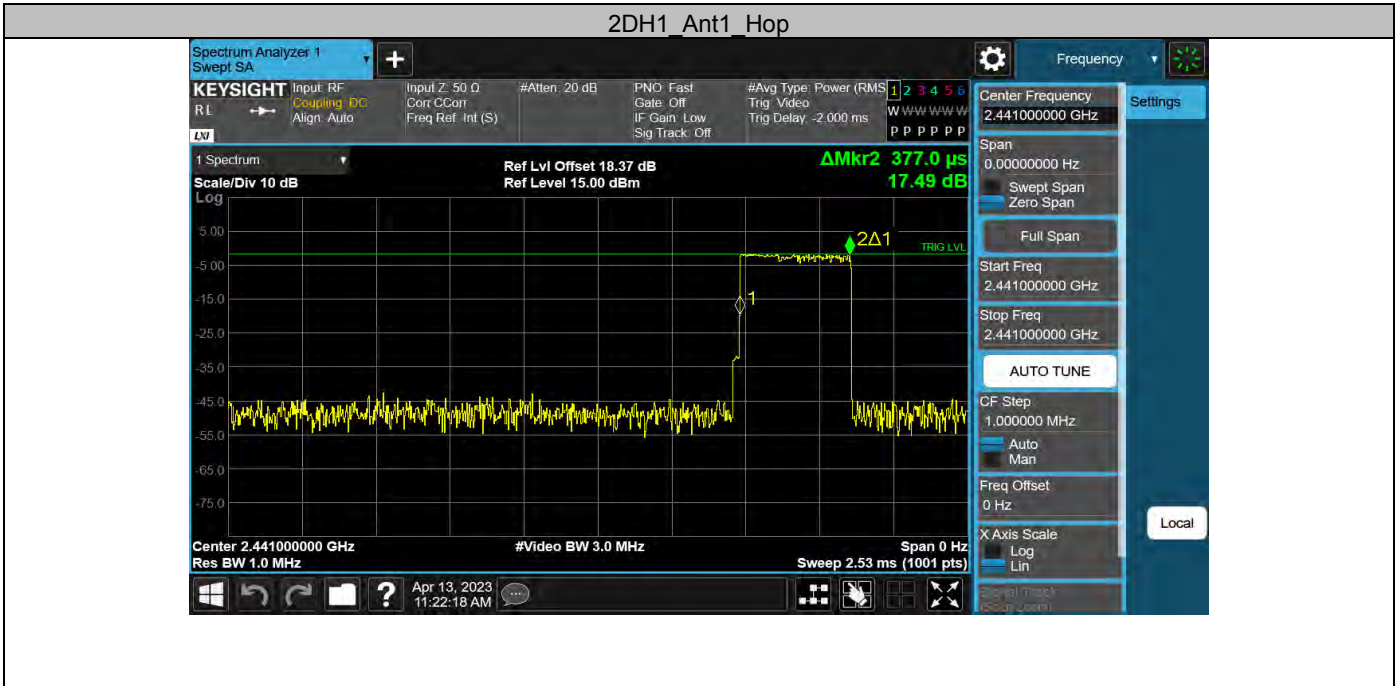 2DH1_Ant1_Hop
Spectrum Analyzer 1
Swept SA
+
Frequency
KEYSIGHT
RL
LXI
Input: RF
Coupling: DC
Align: Auto
Input Z: 50 Ω
Corr CCorr
Freq Ref: Int (S)
#Atten: 20 dB
PNO: Fast
Gate: Off
IF Gain: Low
Sig Track: Off
#Avg Type: Power (RMS
Trig: Video
Trig Delay: -2.000 ms
1 2 3 4 5 6
W W W W W W
P P P P P P
Center Frequency
2.441000000 GHz
Settings
1 Spectrum
Scale/Div 10 dB
Log
Ref Lvl Offset 18.37 dB
Ref Level 15.00 dBm
ΔMkr2 377.0 µs
17.49 dB
Span
0.00000000 Hz
Swept Span
Zero Span
Full Span
5.00
-5.00
-15.0
-25.0
-35.0
-45.0
-55.0
-65.0
-75.0
2Δ1
TRIG LVL
1
Start Freq
2.441000000 GHz
Stop Freq
2.441000000 GHz
AUTO TUNE
CF Step
1.000000 MHz
Auto
Man
Freq Offset
0 Hz
X Axis Scale
Log
Lin
Local
Center 2.441000000 GHz
Res BW 1.0 MHz
#Video BW 3.0 MHz
Span 0 Hz
Sweep 2.53 ms (1001 pts)
?
Apr 13, 2023
11:22:18 AM
Signal Track